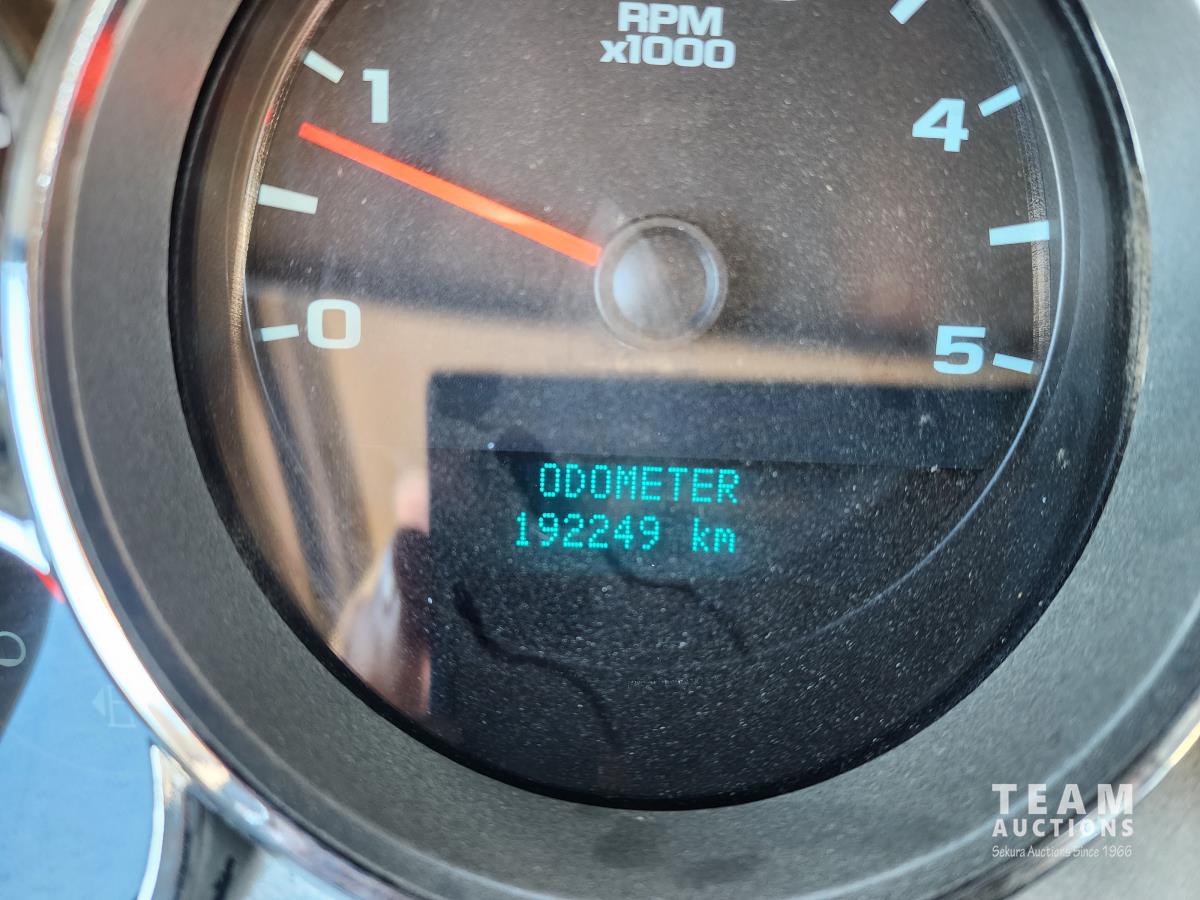 RPM
x1000
1
4
0
5
ODOMETER
192249 km
TEAM
AUCTIONS
Sekura Auctions Since 1966